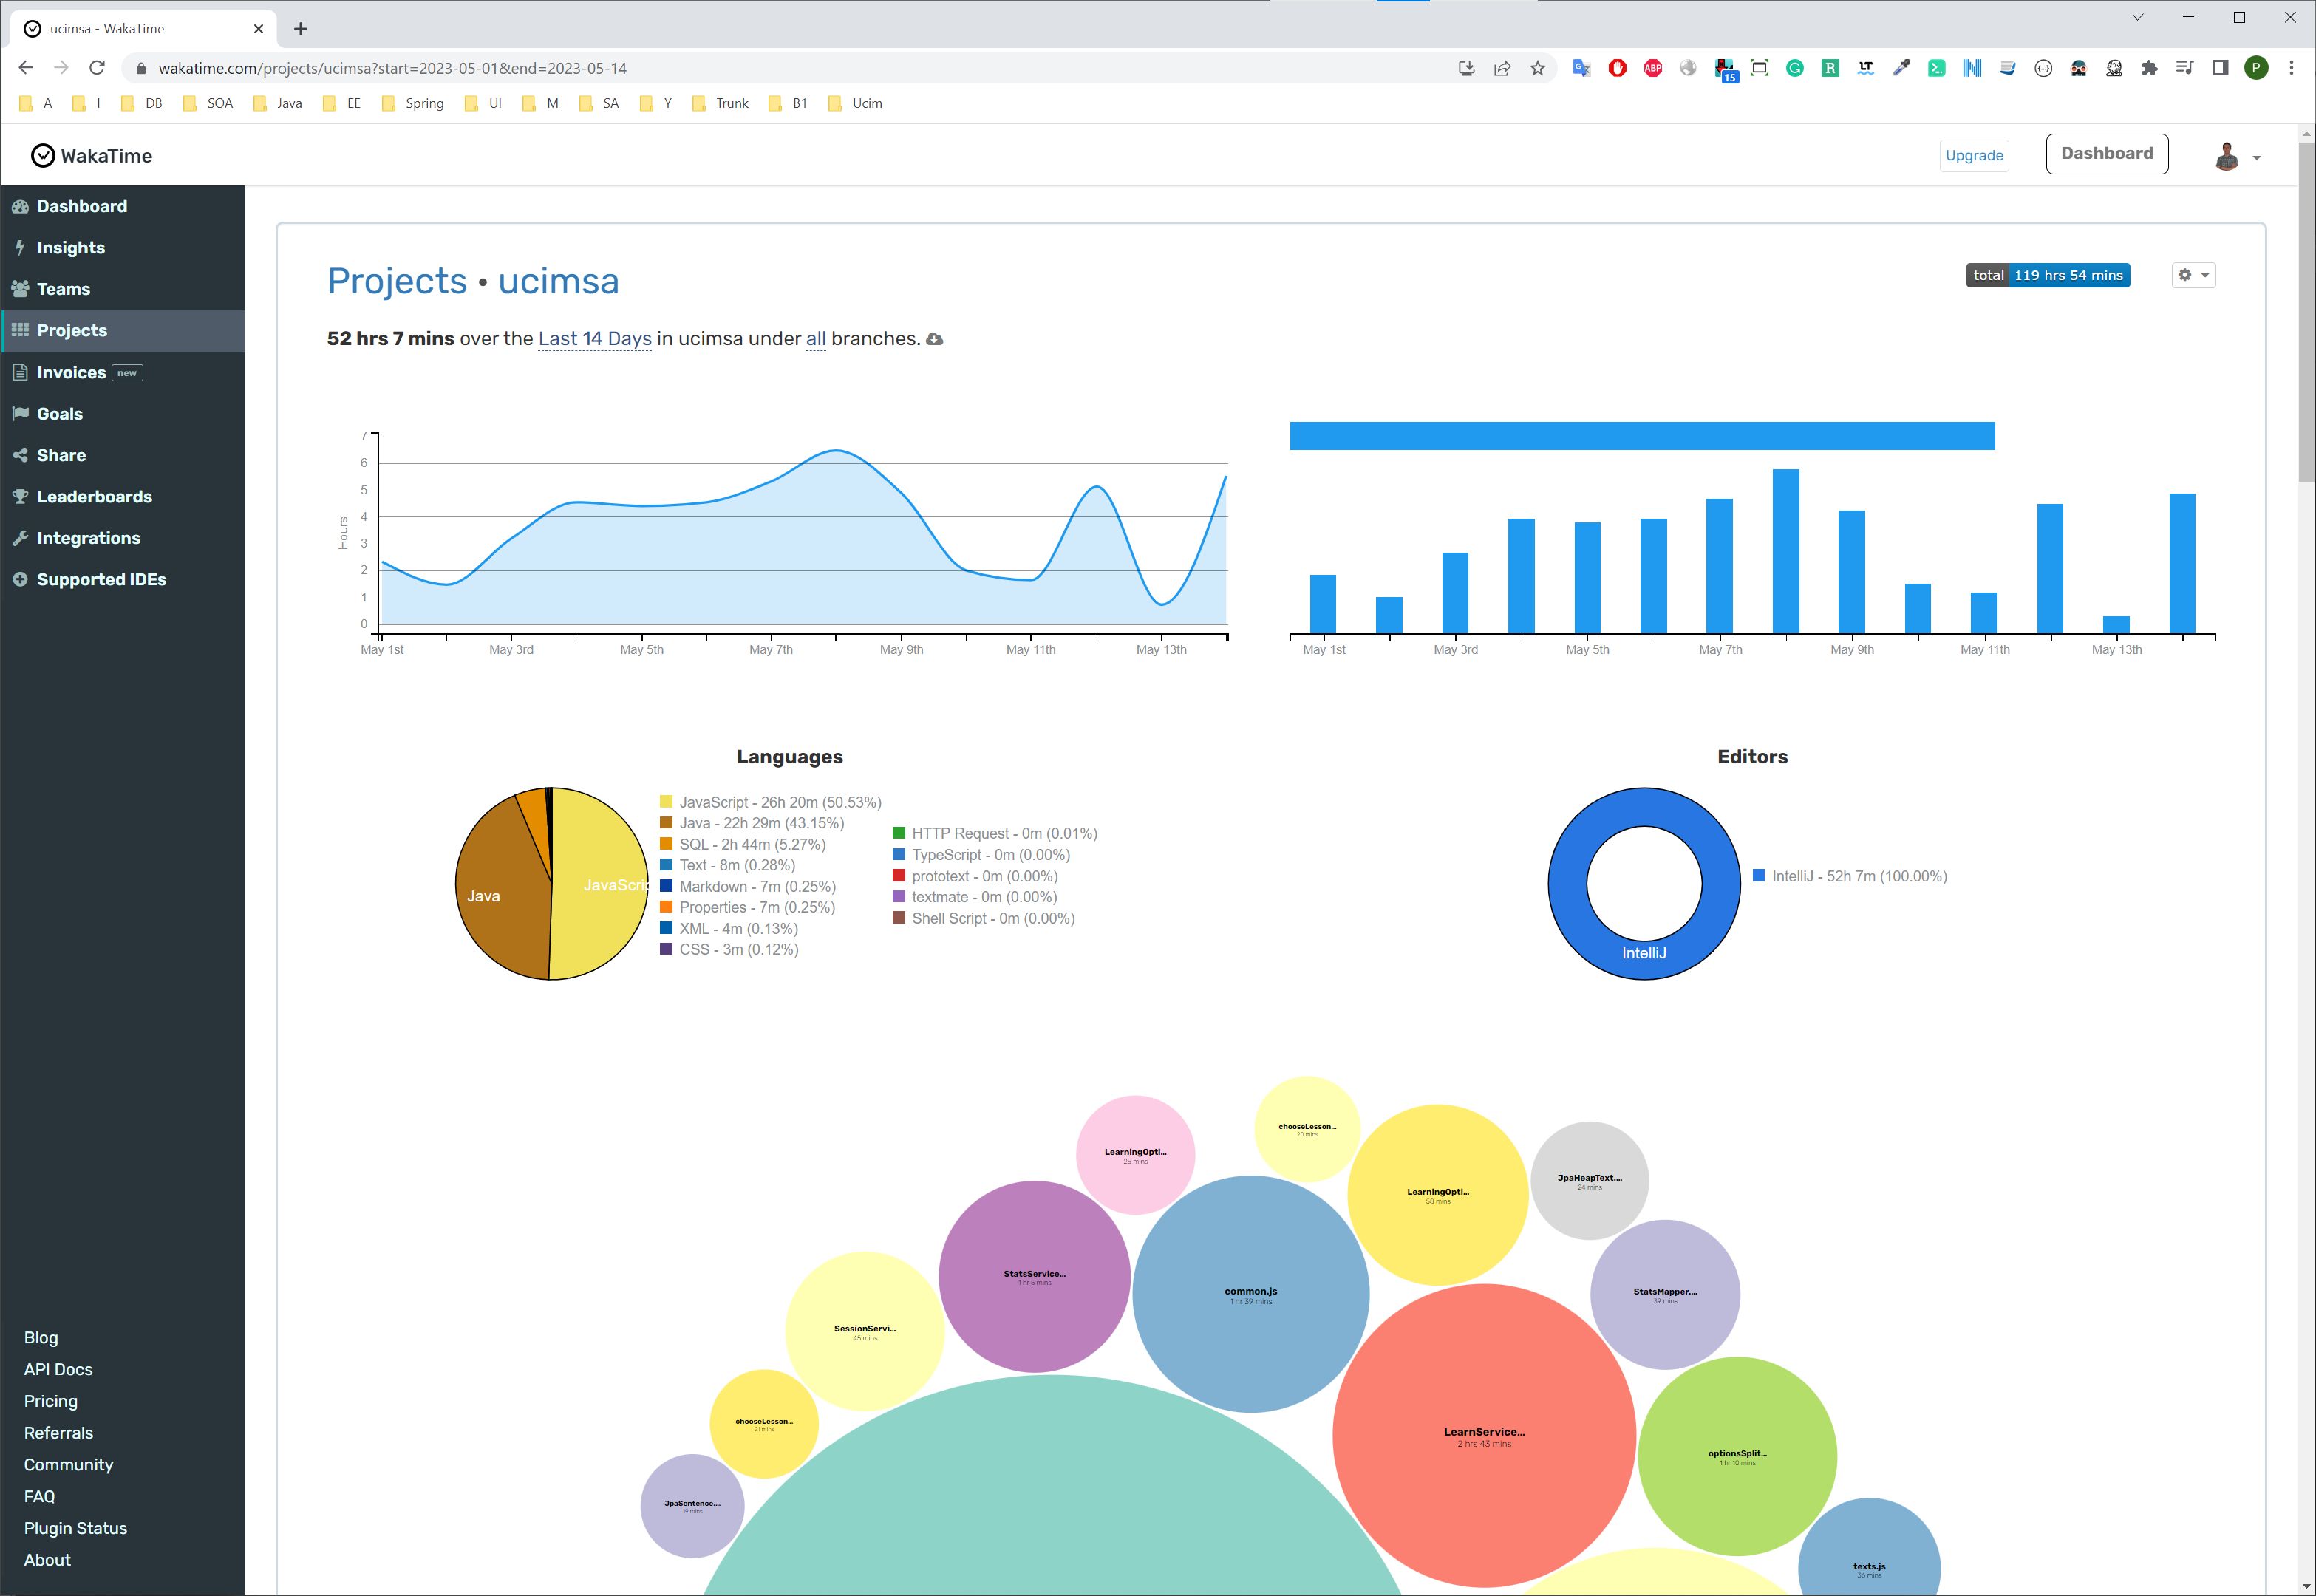 ucimsa - WakaTime
wakatime.com/projects/ucimsa?start=2023-05-01&end=2023-05-14
ABP
15
G
R
LT
P
A
I
DB
SOA
Java
EE
Spring
UI
M
SA
Y
Trunk
B1
Ucim
WakaTime
Upgrade
Dashboard
Dashboard
Insights
Teams
Projects
Invoices new
Goals
Share
Leaderboards
Integrations
Supported IDEs
Blog
API Docs
Pricing
Referrals
Community
FAQ
Plugin Status
About
Projects • ucimsa
total 119 hrs 54 mins
52 hrs 7 mins over the Last 14 Days in ucimsa under all branches.
Hours
7
6
5
4
3
2
1
0
May 1st
May 3rd
May 5th
May 7th
May 9th
May 11th
May 13th
May 1st
May 3rd
May 5th
May 7th
May 9th
May 11th
May 13th
Languages
Java
JavaScri
JavaScript - 26h 20m (50.53%)
Java - 22h 29m (43.15%)
SQL - 2h 44m (5.27%)
Text - 8m (0.28%)
Markdown - 7m (0.25%)
Properties - 7m (0.25%)
XML - 4m (0.13%)
CSS - 3m (0.12%)
HTTP Request - 0m (0.01%)
TypeScript - 0m (0.00%)
prototext - 0m (0.00%)
textmate - 0m (0.00%)
Shell Script - 0m (0.00%)
Editors
IntelliJ
IntelliJ - 52h 7m (100.00%)
chooseLesson...
20 mins
LearningOpti...
25 mins
JpaHeapText....
24 mins
LearningOpti...
58 mins
StatsService...
1 hr 5 mins
common.js
1 hr 39 mins
StatsMapper....
39 mins
SessionServi...
45 mins
chooseLesson...
21 mins
LearnService...
2 hrs 43 mins
optionsSplit...
1 hr 10 mins
JpaSentence....
19 mins
texts.js
36 mins